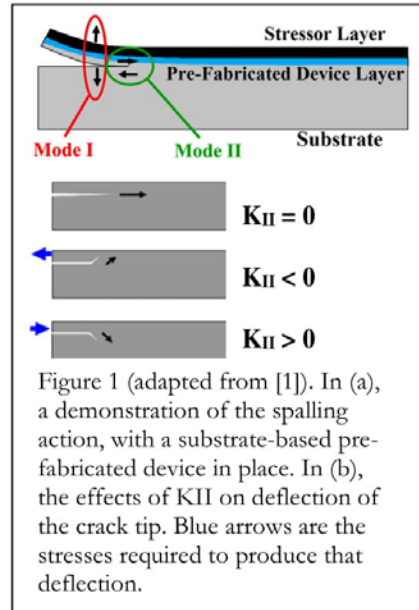 Stressor Layer
Pre-Fabricated Device Layer
Substrate
Mode I
Mode II
KII = 0
KII < 0
KII > 0
Figure 1 (adapted from [1]). In (a),
a demonstration of the spalling
action, with a substrate-based pre-
fabricated device in place. In (b),
the effects of KII on deflection of
the crack tip. Blue arrows are the
stresses required to produce that
deflection.